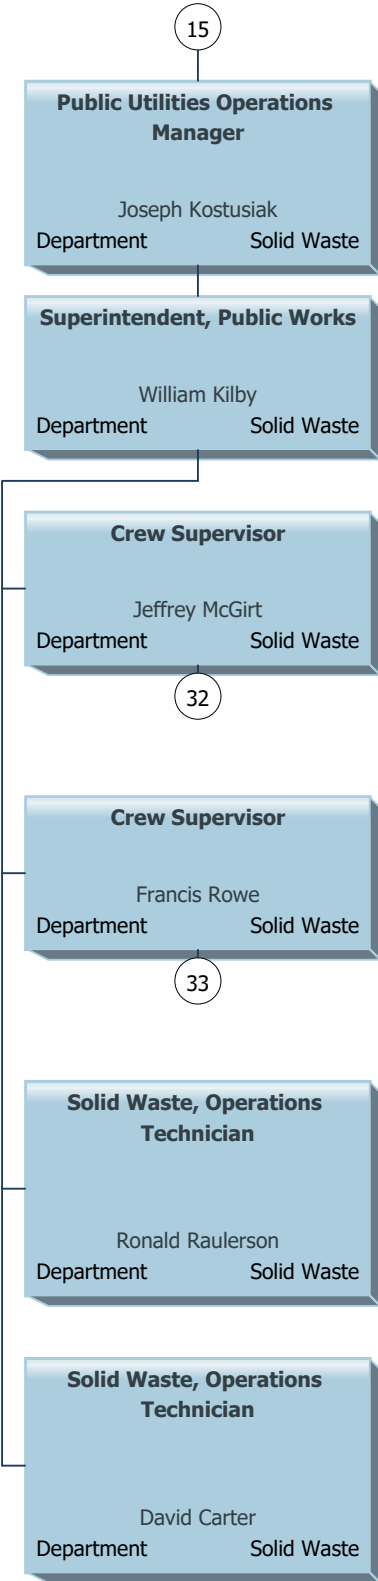 15
Public Utilities Operations
Manager
Joseph Kostusiak
Department Solid Waste
Superintendent, Public Works
William Kilby
Department Solid Waste
Crew Supervisor
Jeffrey McGirt
Department Solid Waste
32
Crew Supervisor
Francis Rowe
Department Solid Waste
33
Solid Waste, Operations
Technician
Ronald Raulerson
Department Solid Waste
Solid Waste, Operations
Technician
David Carter
Department Solid Waste